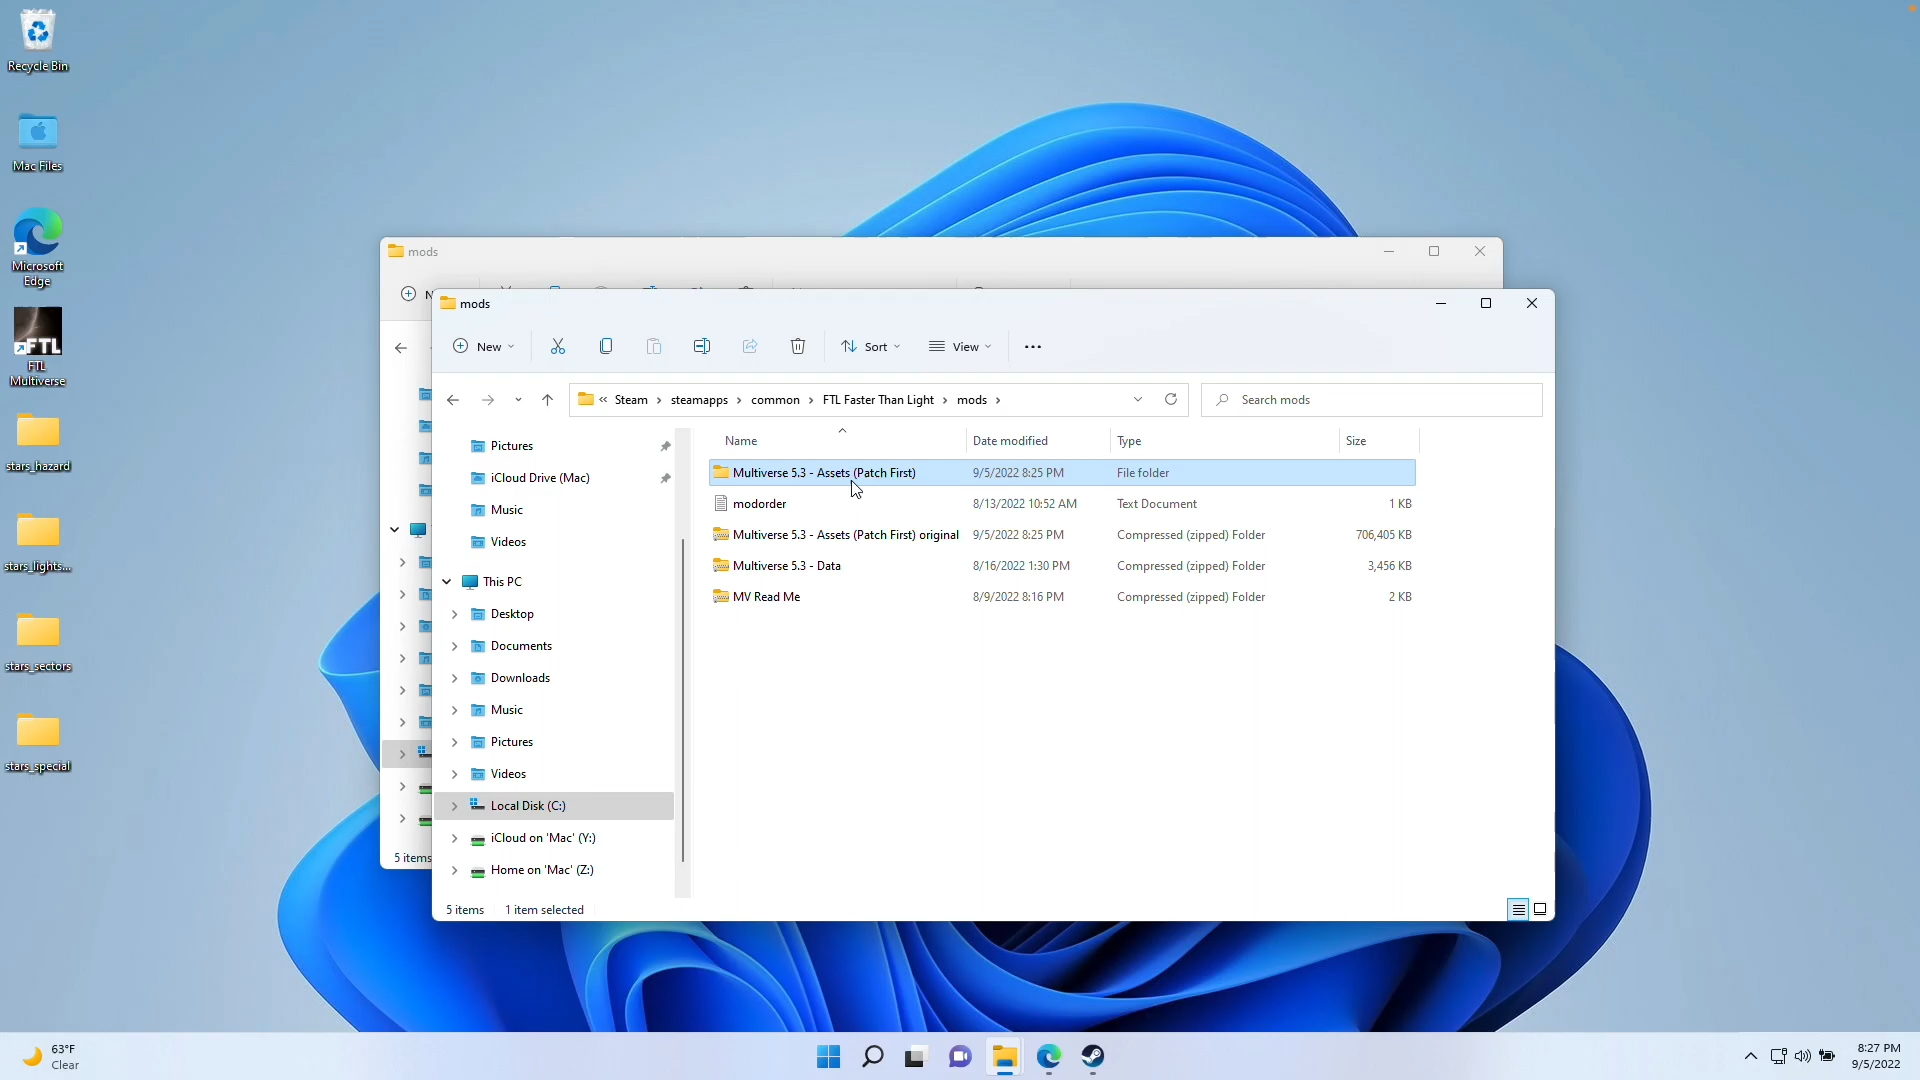 Recycle Bin
Mac Files
Microsoft
Edge
FTL
FTL
Multiverse
stars_hazard
stars_lights...
stars_sectors
stars_special
mods
5 items
mods
New
Sort
View
Steam
steamapps
common
FTL Faster Than Light
mods
Search mods
Pictures
iCloud Drive (Mac)
Music
Videos
This PC
Desktop
Documents
Downloads
Music
Pictures
Videos
Local Disk (C:)
iCloud on 'Mac' (Y:)
Home on 'Mac' (Z:)
Name Date modified Type Size
Multiverse 5.3 - Assets (Patch First) 9/5/2022 8:25 PM File folder
modorder 8/13/2022 10:52 AM Text Document 1 KB
Multiverse 5.3 - Assets (Patch First) original 9/5/2022 8:25 PM Compressed (zipped) Folder 706,405 KB
Multiverse 5.3 - Data 8/16/2022 1:30 PM Compressed (zipped) Folder 3,456 KB
MV Read Me 8/9/2022 8:16 PM Compressed (zipped) Folder 2 KB
5 items 1 item selected
63°F
Clear
8:27 PM
9/5/2022